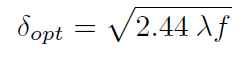 δ_opt = √(2.44 λf)